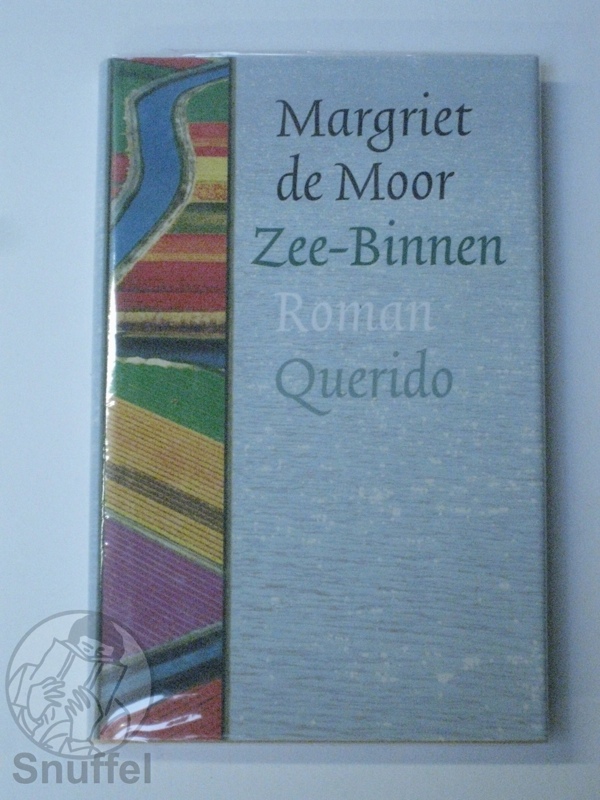 Margriet
de Moor
Zee-Binnen
Roman
Querido
Snuffel